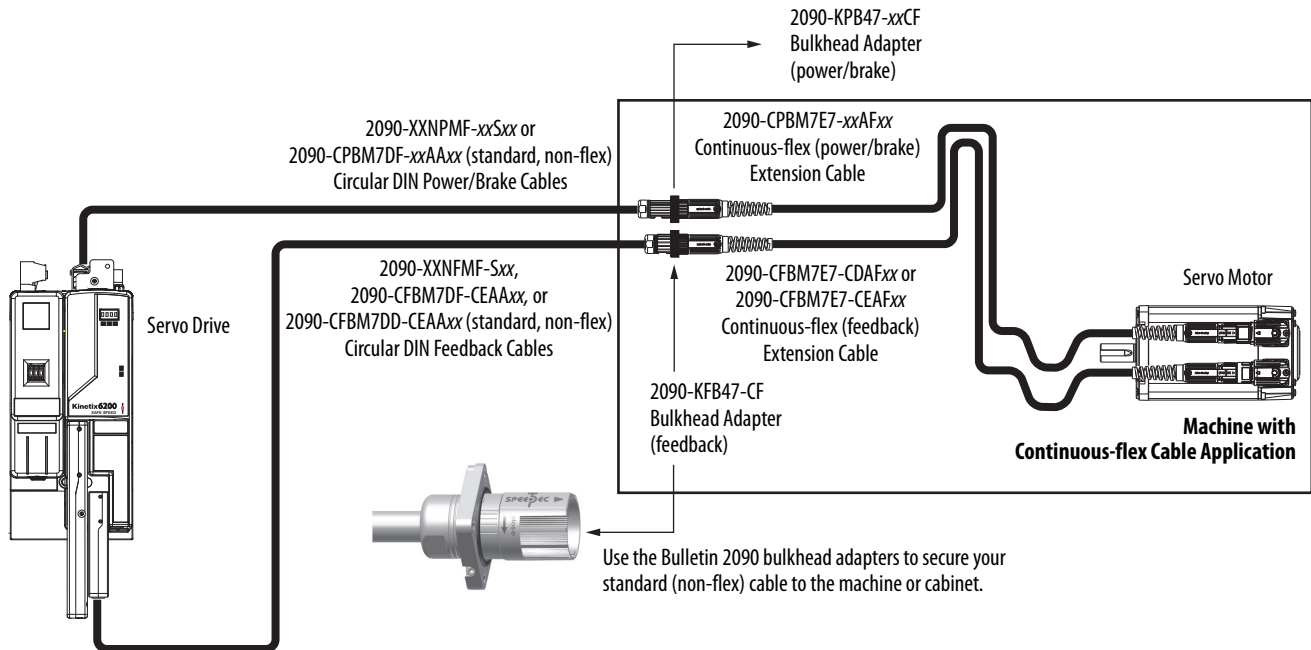 2090-KPB47-xxCF
Bulkhead Adapter
(power/brake)
2090-XXNPMF-xxSxx or
2090-CPBM7DF-xxAAxx (standard, non-flex)
Circular DIN Power/Brake Cables
2090-CPBM7E7-xxAFxx
Continuous-flex (power/brake)
Extension Cable
2090-XXNFMF-Sxx,
2090-CFBM7DF-CEAAxx, or
2090-CFBM7DD-CEAAxx (standard, non-flex)
Circular DIN Feedback Cables
2090-CFBM7E7-CDAFxx or
2090-CFBM7E7-CEAFxx
Continuous-flex (feedback)
Extension Cable
Servo Motor
Servo Drive
Kinetix 6200
SAFE SPEED
2090-KFB47-CF
Bulkhead Adapter
(feedback)
Machine with
Continuous-flex Cable Application
Use the Bulletin 2090 bulkhead adapters to secure your
standard (non-flex) cable to the machine or cabinet.